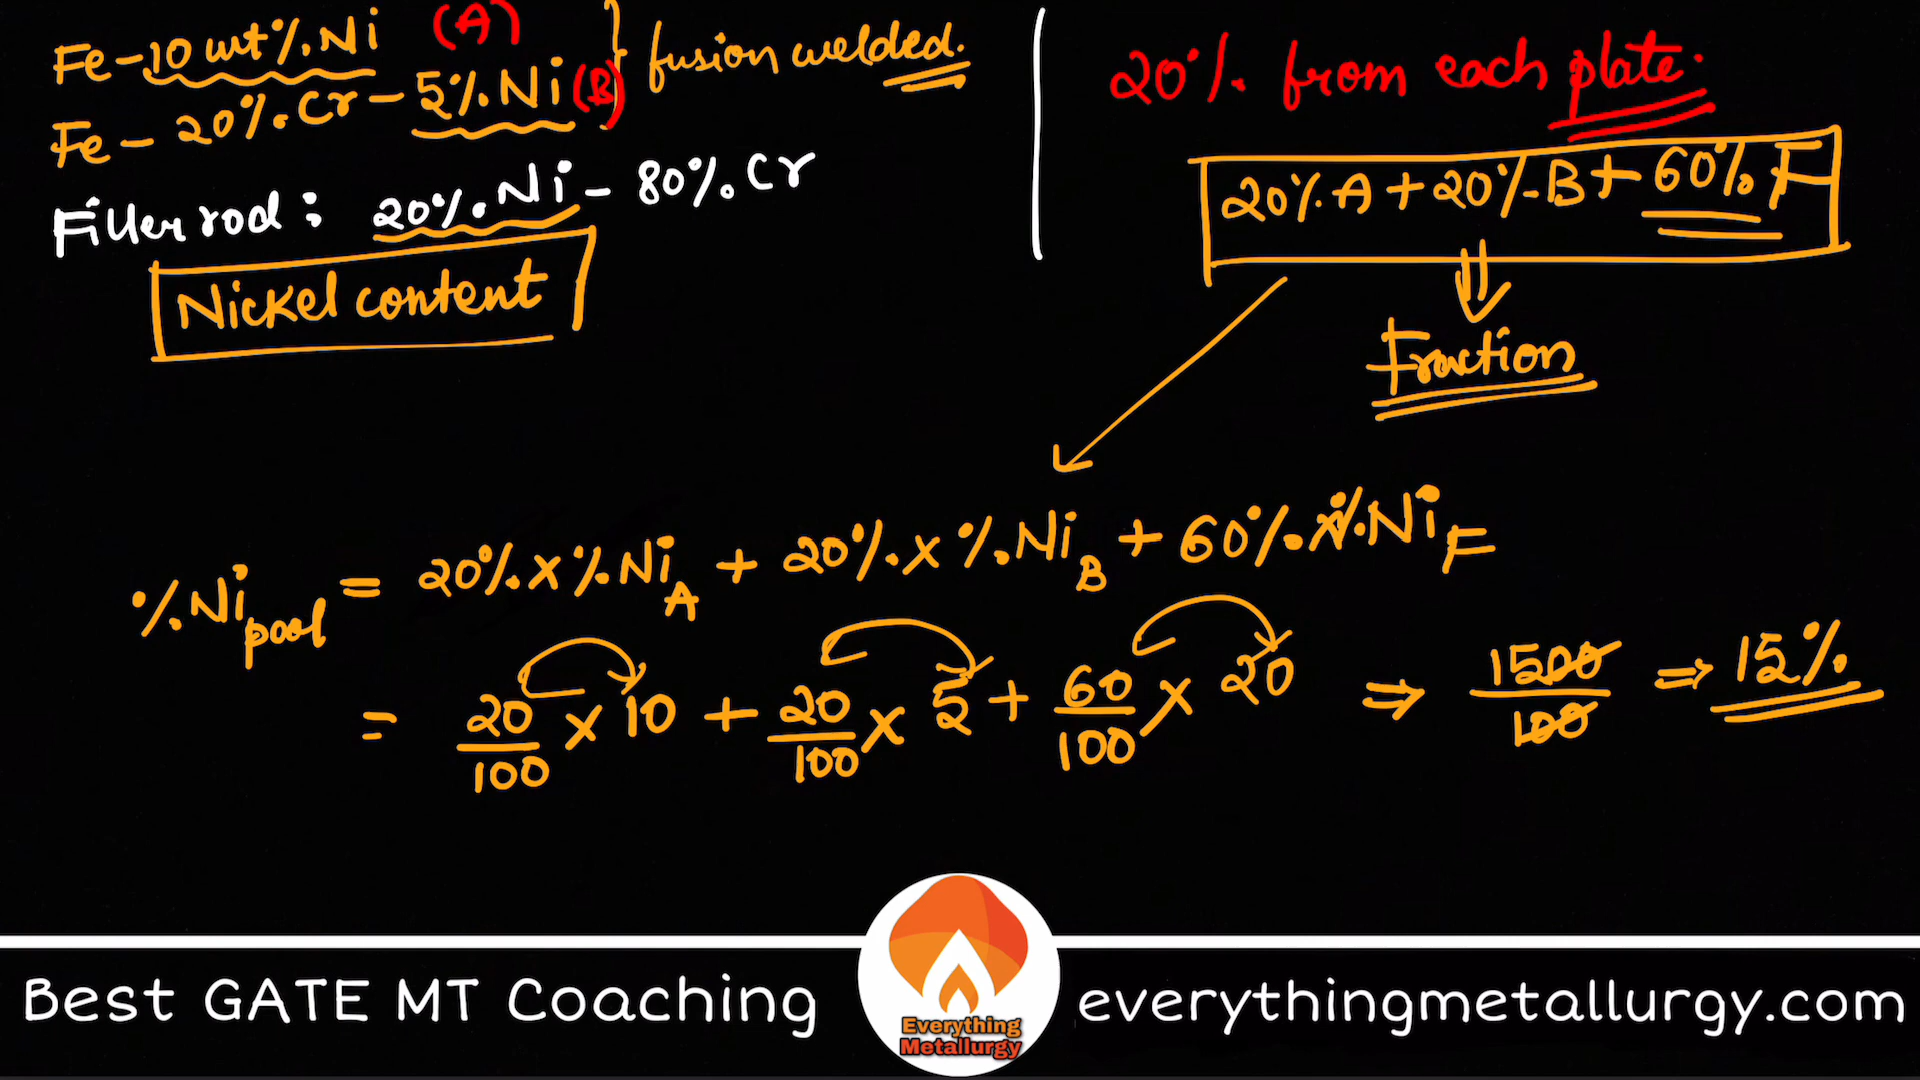 Fe-10 wt%.Ni (A)
Fe - 20%.Cr - 5%.Ni (B) } fusion welded.
Filler rod : 20%.Ni - 80%.Cr
Nickel content
20%. from each plate.
20%.A + 20%.B + 60%.F
⇓
Fraction
%.Ni pool = 20%. x %.Ni A + 20%. x %.Ni B + 60%. x %.Ni F
= 20/100 x 10 + 20/100 x 5 + 60/100 x 20 ⇒ 1500/100 ⇒ 15%
Best GATE MT Coaching
Everything
Metallurgy
everythingmetallurgy.com